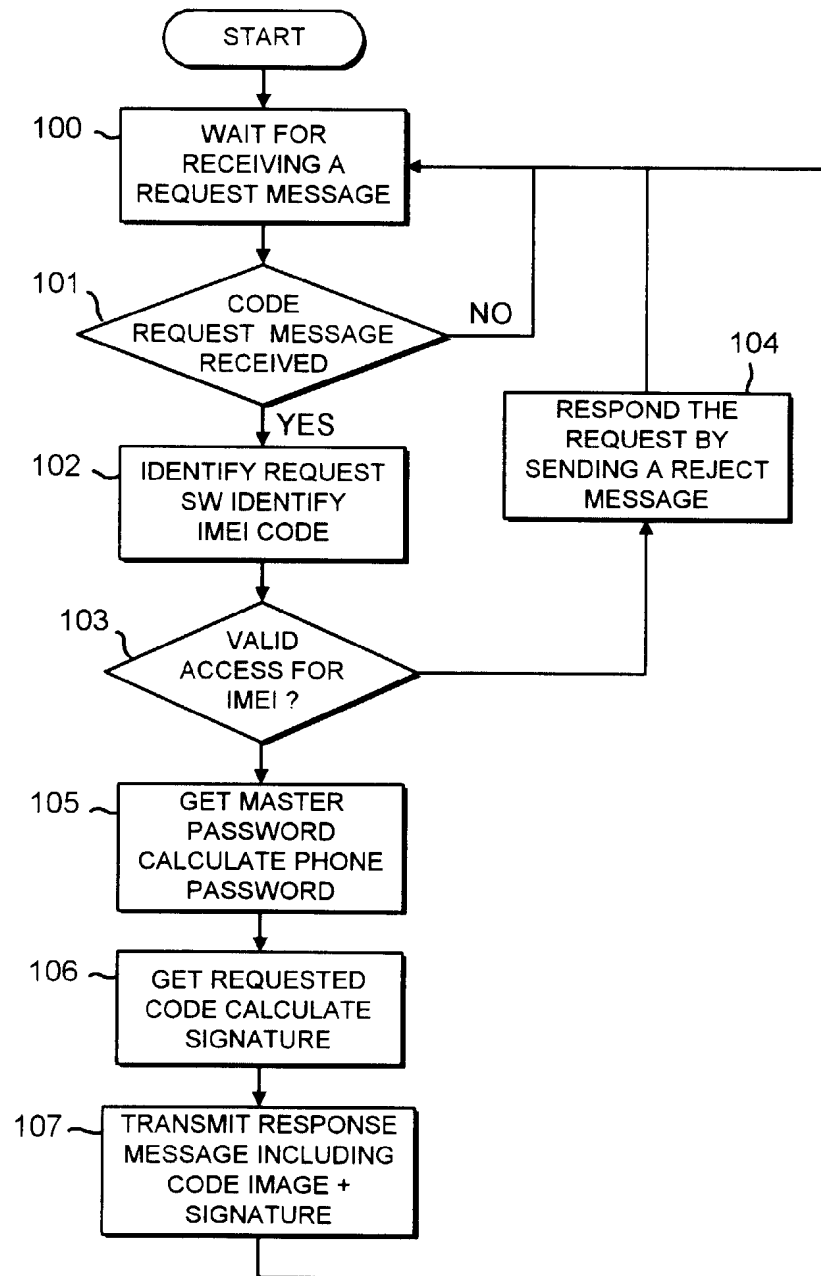 START
100
WAIT FOR
RECEIVING A
REQUEST MESSAGE
101
CODE
REQUEST MESSAGE
RECEIVED
NO
YES
104
RESPOND THE
REQUEST BY
SENDING A REJECT
MESSAGE
102
IDENTIFY REQUEST
SW IDENTIFY
IMEI CODE
103
VALID
ACCESS FOR
IMEI ?
105
GET MASTER
PASSWORD
CALCULATE PHONE
PASSWORD
106
GET REQUESTED
CODE CALCULATE
SIGNATURE
107
TRANSMIT RESPONSE
MESSAGE INCLUDING
CODE IMAGE +
SIGNATURE